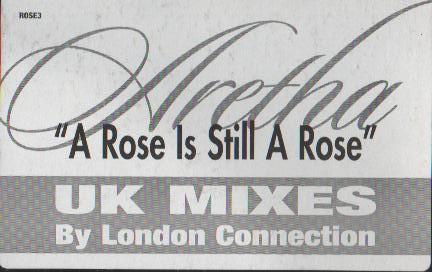 ROSE3
Aretha
"A Rose Is Still A Rose"
UK MIXES
By London Connection